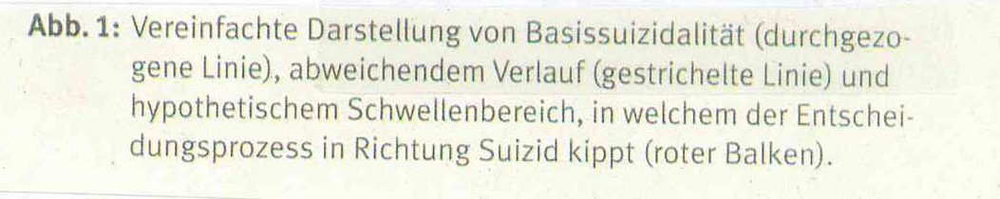 Abb. 1: Vereinfachte Darstellung von Basissuizidalität (durchgezo-
gene Linie), abweichendem Verlauf (gestrichelte Linie) und
hypothetischem Schwellenbereich, in welchem der Entschei-
dungsprozess in Richtung Suizid kippt (roter Balken).